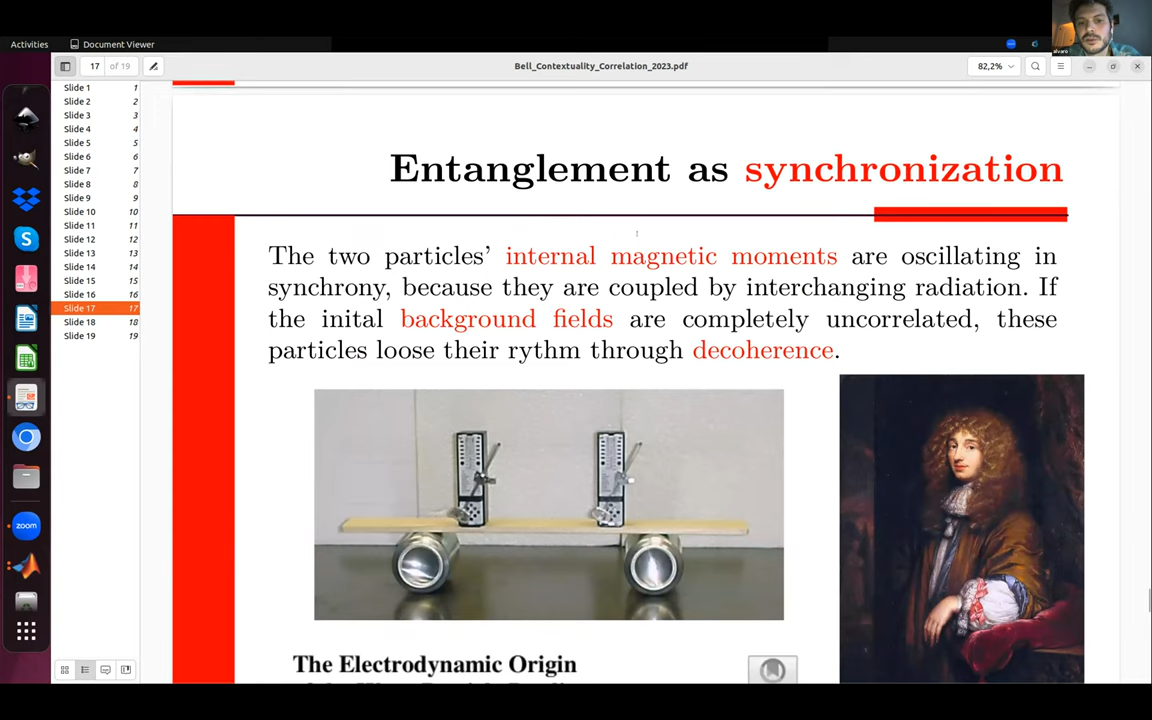 Activities Document Viewer
alvaro
17 of 19
Bell_Contextuality_Correlation_2023.pdf
82,2%
Slide 1 1
Slide 2 2
Slide 3 3
Slide 4 4
Slide 5 5
Slide 6 6
Slide 7 7
Slide 8 8
Slide 9 9
Slide 10 10
Slide 11 11
Slide 12 12
Slide 13 13
Slide 14 14
Slide 15 15
Slide 16 16
Slide 17 17
Slide 18 18
Slide 19 19
zoom
Entanglement as synchronization
The two particles' internal magnetic moments are oscillating in
synchrony, because they are coupled by interchanging radiation. If
the inital background fields are completely uncorrelated, these
particles loose their rythm through decoherence.
The Electrodynamic Origin